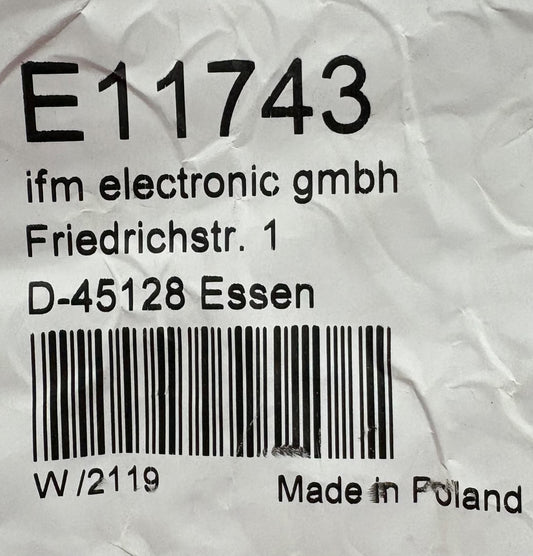 E11743
ifm electronic gmbh
Friedrichstr. 1
D-45128 Essen
W/2119
Made in Poland